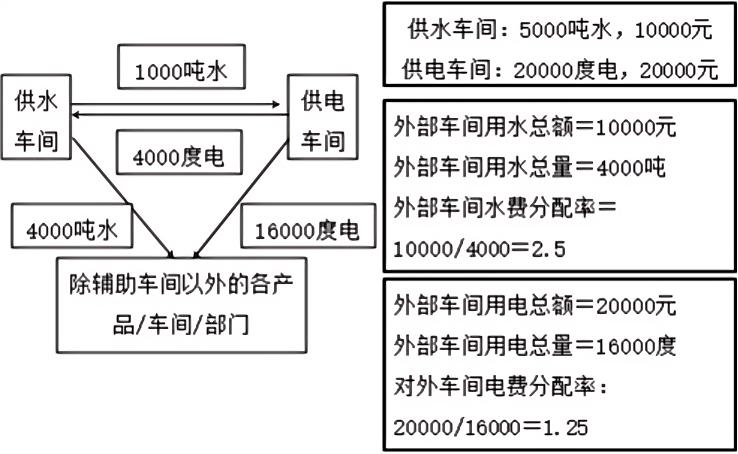 1000吨水
供水
车间
供电
车间
4000度电
4000吨水
16000度电
除辅助车间以外的各产
品/车间/部门
供水车间：5000吨水，10000元
供电车间：20000度电，20000元
外部车间用水总额＝10000元
外部车间用水总量＝4000吨
外部车间水费分配率＝
10000/4000＝2.5
外部车间用电总额＝20000元
外部车间用电总量＝16000度
对外车间电费分配率：
20000/16000＝1.25